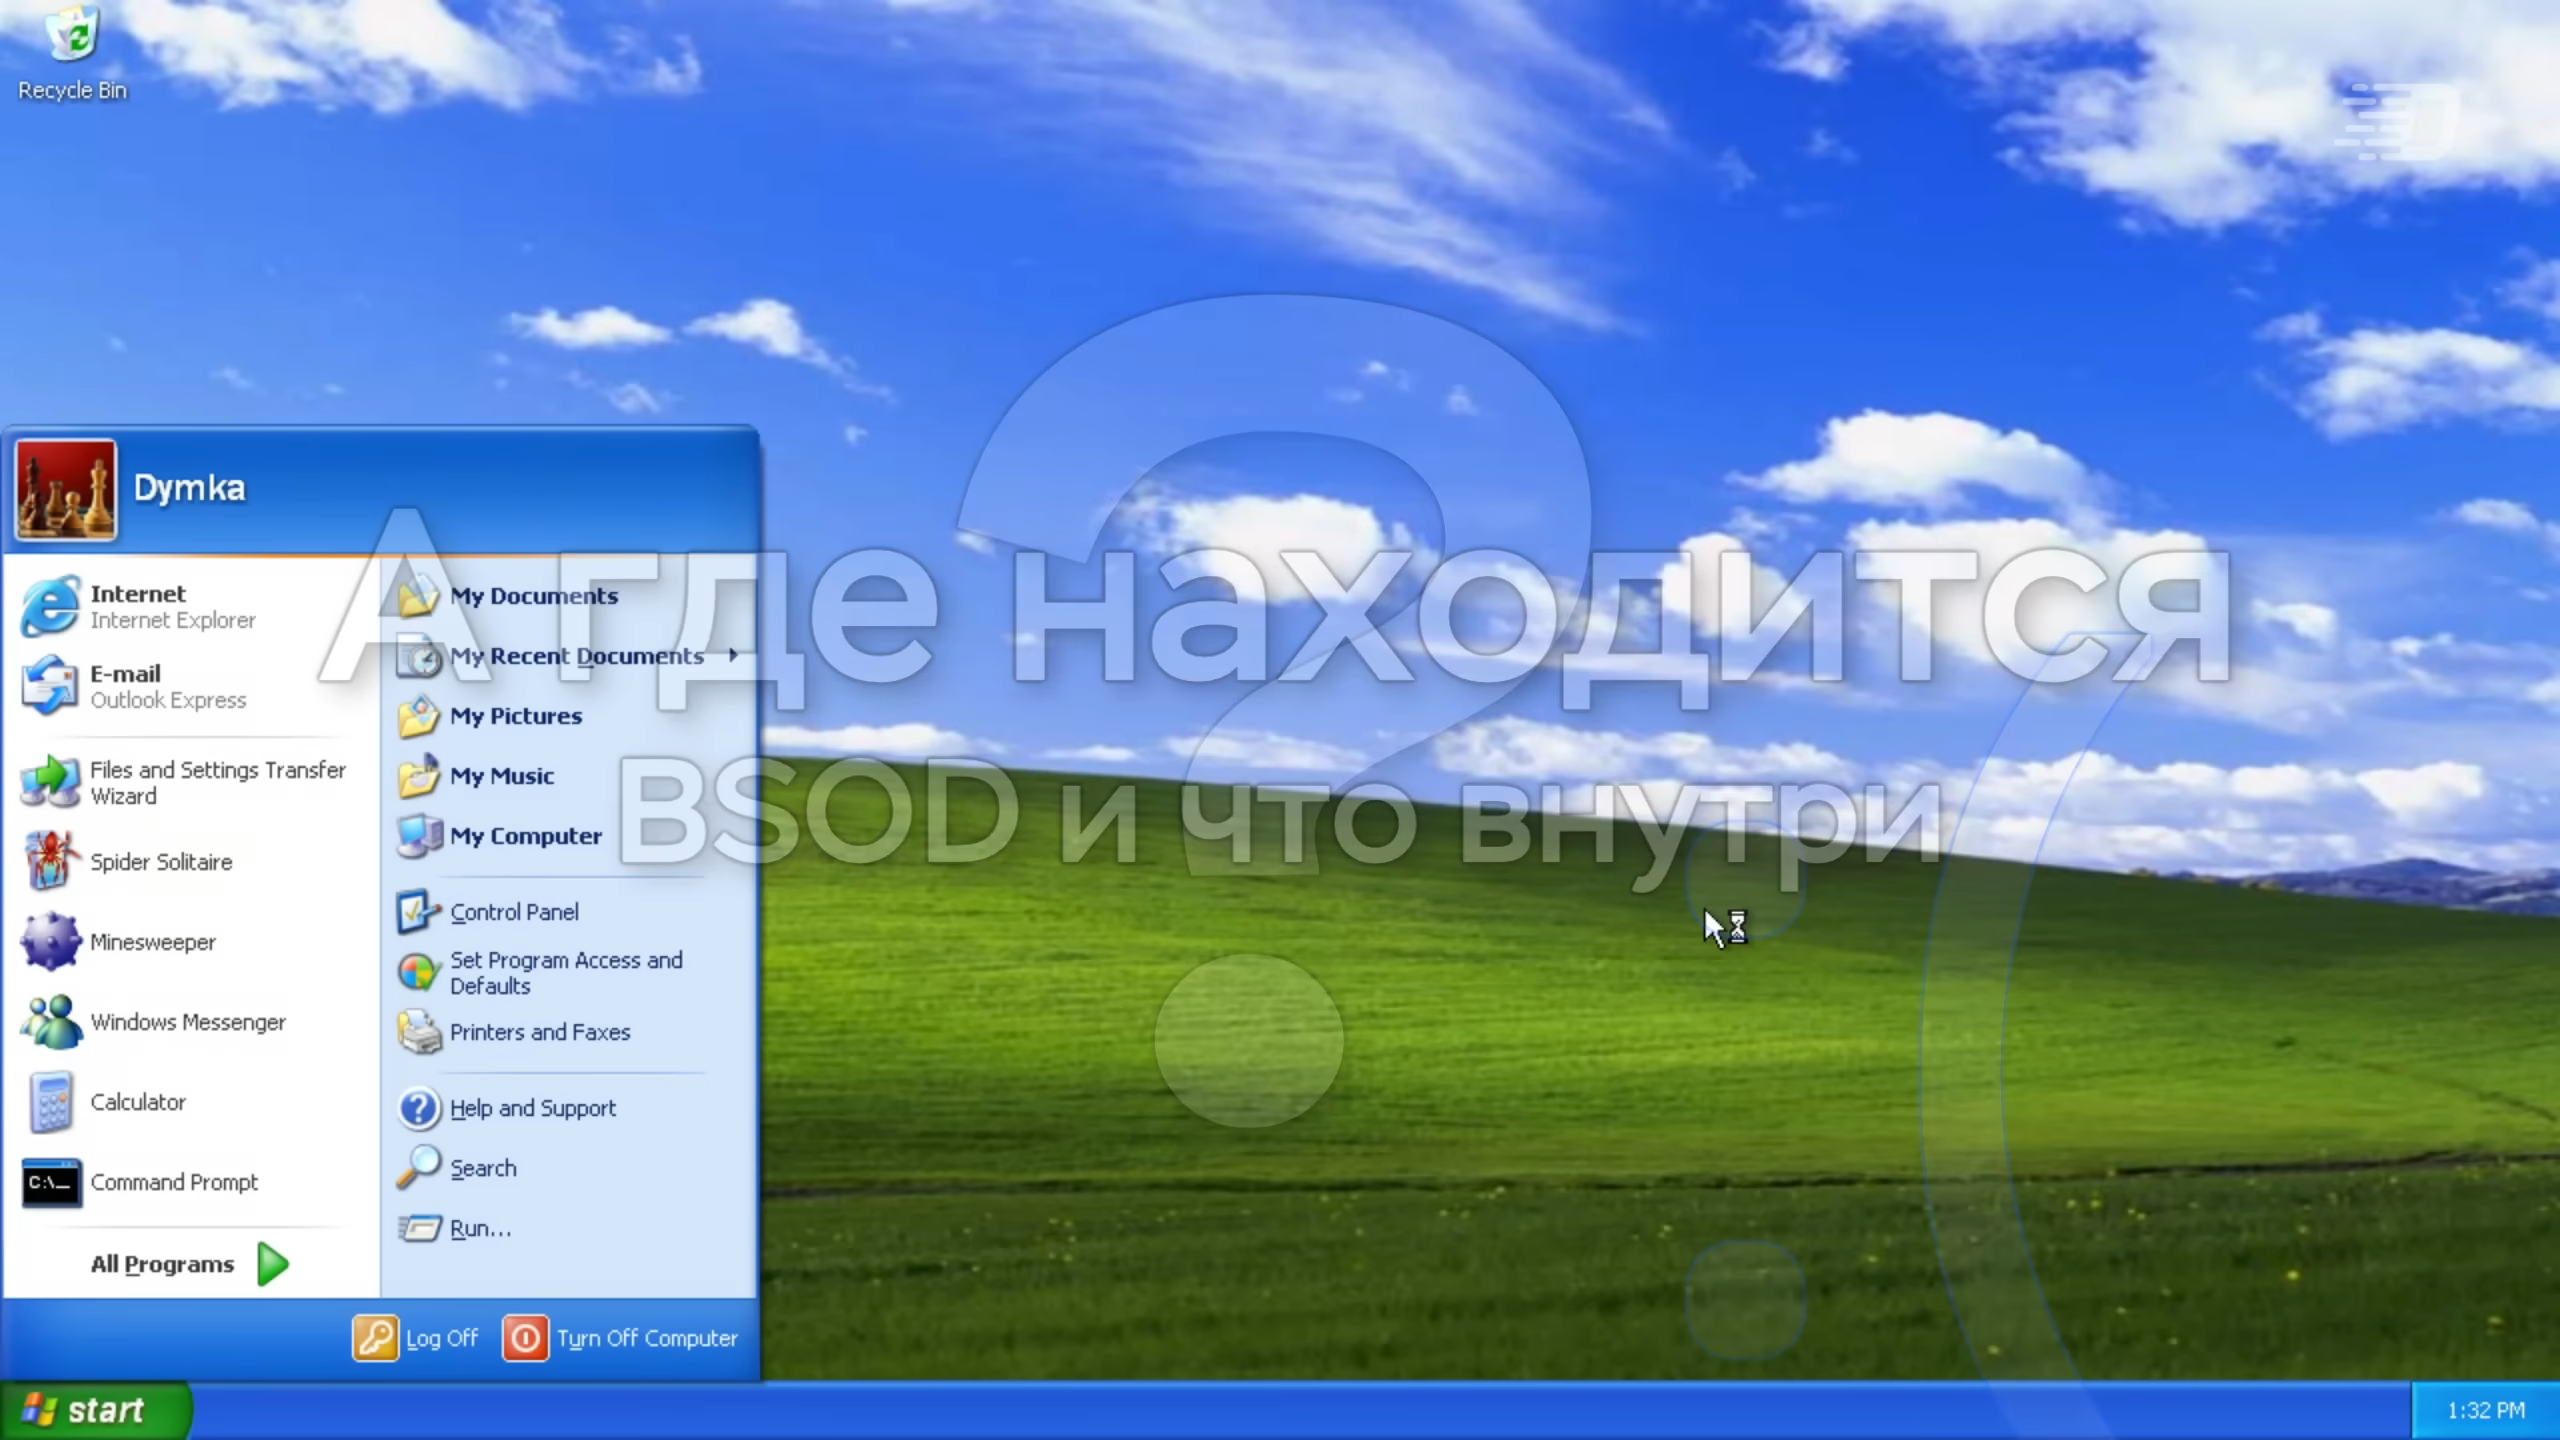 Recycle Bin
Dymka
А где находится
BSOD и что внутри
?
:(
Internet
Internet Explorer
E-mail
Outlook Express
Files and Settings Transfer
Wizard
Spider Solitaire
Minesweeper
Windows Messenger
Calculator
C:\_
Command Prompt
All Programs
My Documents
My Recent Documents
My Pictures
My Music
My Computer
Control Panel
Set Program Access and
Defaults
Printers and Faxes
Help and Support
Search
Run...
Log Off
Turn Off Computer
start
1:32 PM